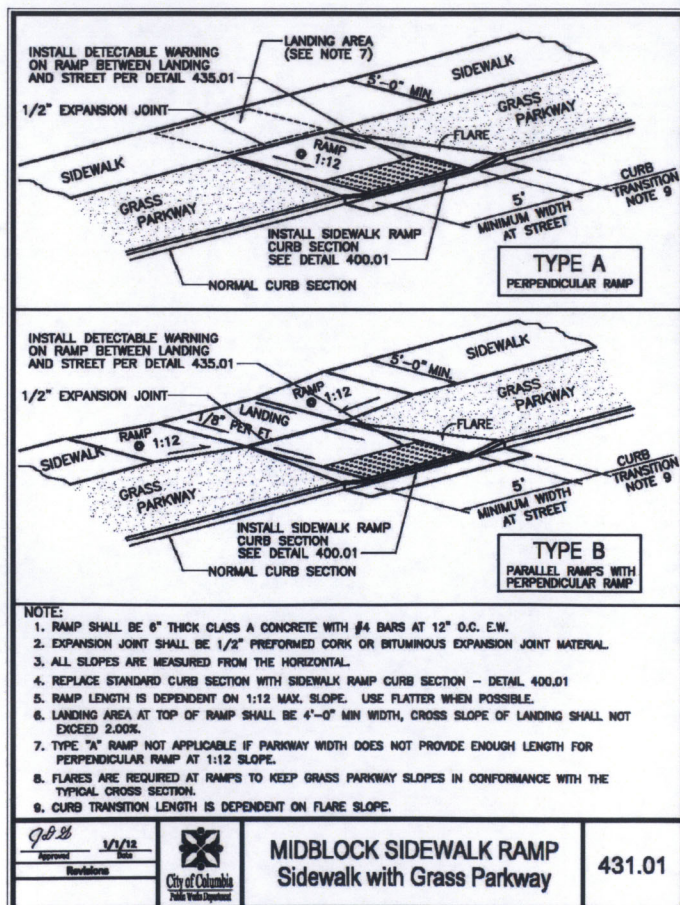 INSTALL DETECTABLE WARNING
ON RAMP BETWEEN LANDING
AND STREET PER DETAIL 435.01
LANDING AREA
(SEE NOTE 7)
1/2" EXPANSION JOINT
5'-0" MIN.
SIDEWALK
GRASS
PARKWAY
FLARE
RAMP
1:12
SIDEWALK
GRASS
PARKWAY
CURB
TRANSITION
NOTE 9
5'
MINIMUM WIDTH
AT STREET
INSTALL SIDEWALK RAMP
CURB SECTION
SEE DETAIL 400.01
NORMAL CURB SECTION
TYPE A
PERPENDICULAR RAMP
INSTALL DETECTABLE WARNING
ON RAMP BETWEEN LANDING
AND STREET PER DETAIL 435.01
1/2" EXPANSION JOINT
5'-0" MIN.
SIDEWALK
RAMP
1:12
GRASS
PARKWAY
LANDING
1/8" PER FT.
FLARE
RAMP
1:12
SIDEWALK
GRASS
PARKWAY
CURB
TRANSITION
NOTE 9
5'
MINIMUM WIDTH
AT STREET
INSTALL SIDEWALK RAMP
CURB SECTION
SEE DETAIL 400.01
NORMAL CURB SECTION
TYPE B
PARALLEL RAMPS WITH
PERPENDICULAR RAMP
NOTE:
1. RAMP SHALL BE 6" THICK CLASS A CONCRETE WITH #4 BARS AT 12" O.C. E.W.
2. EXPANSION JOINT SHALL BE 1/2" PREFORMED CORK OR BITUMINOUS EXPANSION JOINT MATERIAL.
3. ALL SLOPES ARE MEASURED FROM THE HORIZONTAL.
4. REPLACE STANDARD CURB SECTION WITH SIDEWALK RAMP CURB SECTION - DETAIL 400.01
5. RAMP LENGTH IS DEPENDENT ON 1:12 MAX. SLOPE. USE FLATTER WHEN POSSIBLE.
6. LANDING AREA AT TOP OF RAMP SHALL BE 4'-0" MIN WIDTH, CROSS SLOPE OF LANDING SHALL NOT
EXCEED 2.00%.
7. TYPE "A" RAMP NOT APPLICABLE IF PARKWAY WIDTH DOES NOT PROVIDE ENOUGH LENGTH FOR
PERPENDICULAR RAMP AT 1:12 SLOPE.
8. FLARES ARE REQUIRED AT RAMPS TO KEEP GRASS PARKWAY SLOPES IN CONFORMANCE WITH THE
TYPICAL CROSS SECTION.
9. CURB TRANSITION LENGTH IS DEPENDENT ON FLARE SLOPE.
1/1/12
Approved Date
Revisions
City of Columbia
Public Works Department
MIDBLOCK SIDEWALK RAMP
Sidewalk with Grass Parkway
431.01